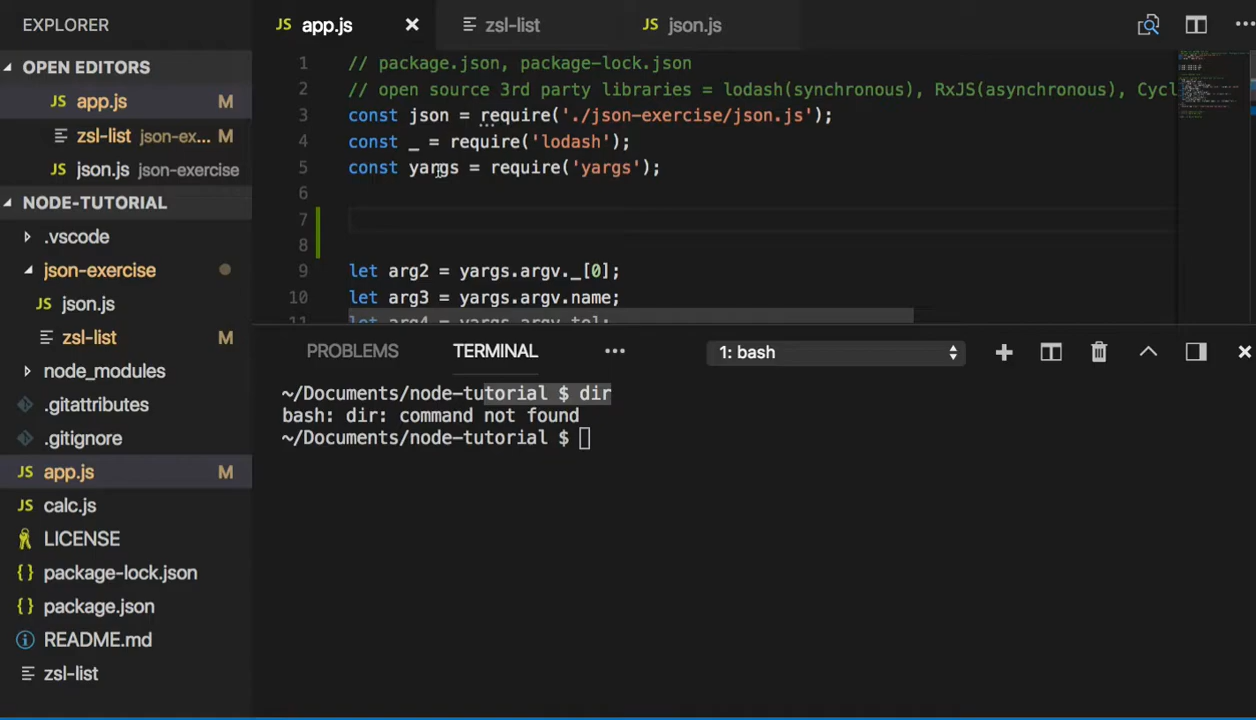 EXPLORER
OPEN EDITORS
JS app.js M
zsl-list json-ex... M
JS json.js json-exercise
NODE-TUTORIAL
.vscode
json-exercise
JS json.js
zsl-list M
node_modules
.gitattributes
.gitignore
JS app.js M
JS calc.js
LICENSE
{} package-lock.json
{} package.json
README.md
zsl-list
JS app.js
zsl-list
JS json.js
1 // package.json, package-lock.json
2 // open source 3rd party libraries = lodash(synchronous), RxJS(asynchronous), Cycl
3 const json = require('./json-exercise/json.js');
4 const _ = require('lodash');
5 const yargs = require('yargs');
6
7
8
9 let arg2 = yargs.argv._[0];
10 let arg3 = yargs.argv.name;
11 let arg4 = yargs.argv.tel;
PROBLEMS TERMINAL ... 1: bash
~/Documents/node-tutorial $ dir
bash: dir: command not found
~/Documents/node-tutorial $